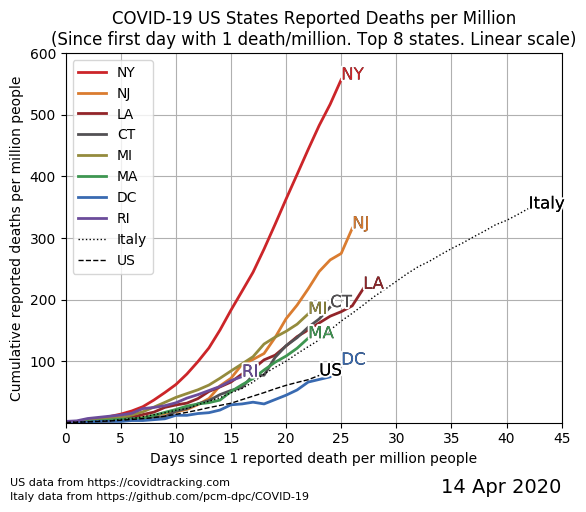 COVID-19 US States Reported Deaths per Million
(Since first day with 1 death/million. Top 8 states. Linear scale)
Cumulative reported deaths per million people
600
500
400
300
200
100
NY
NJ
LA
CT
MI
MA
DC
RI
Italy
US
NY
Italy
NJ
LA
CT
MI
MA
DC
US
RI
0 5 10 15 20 25 30 35 40 45
Days since 1 reported death per million people
US data from https://covidtracking.com
Italy data from https://github.com/pcm-dpc/COVID-19
14 Apr 2020